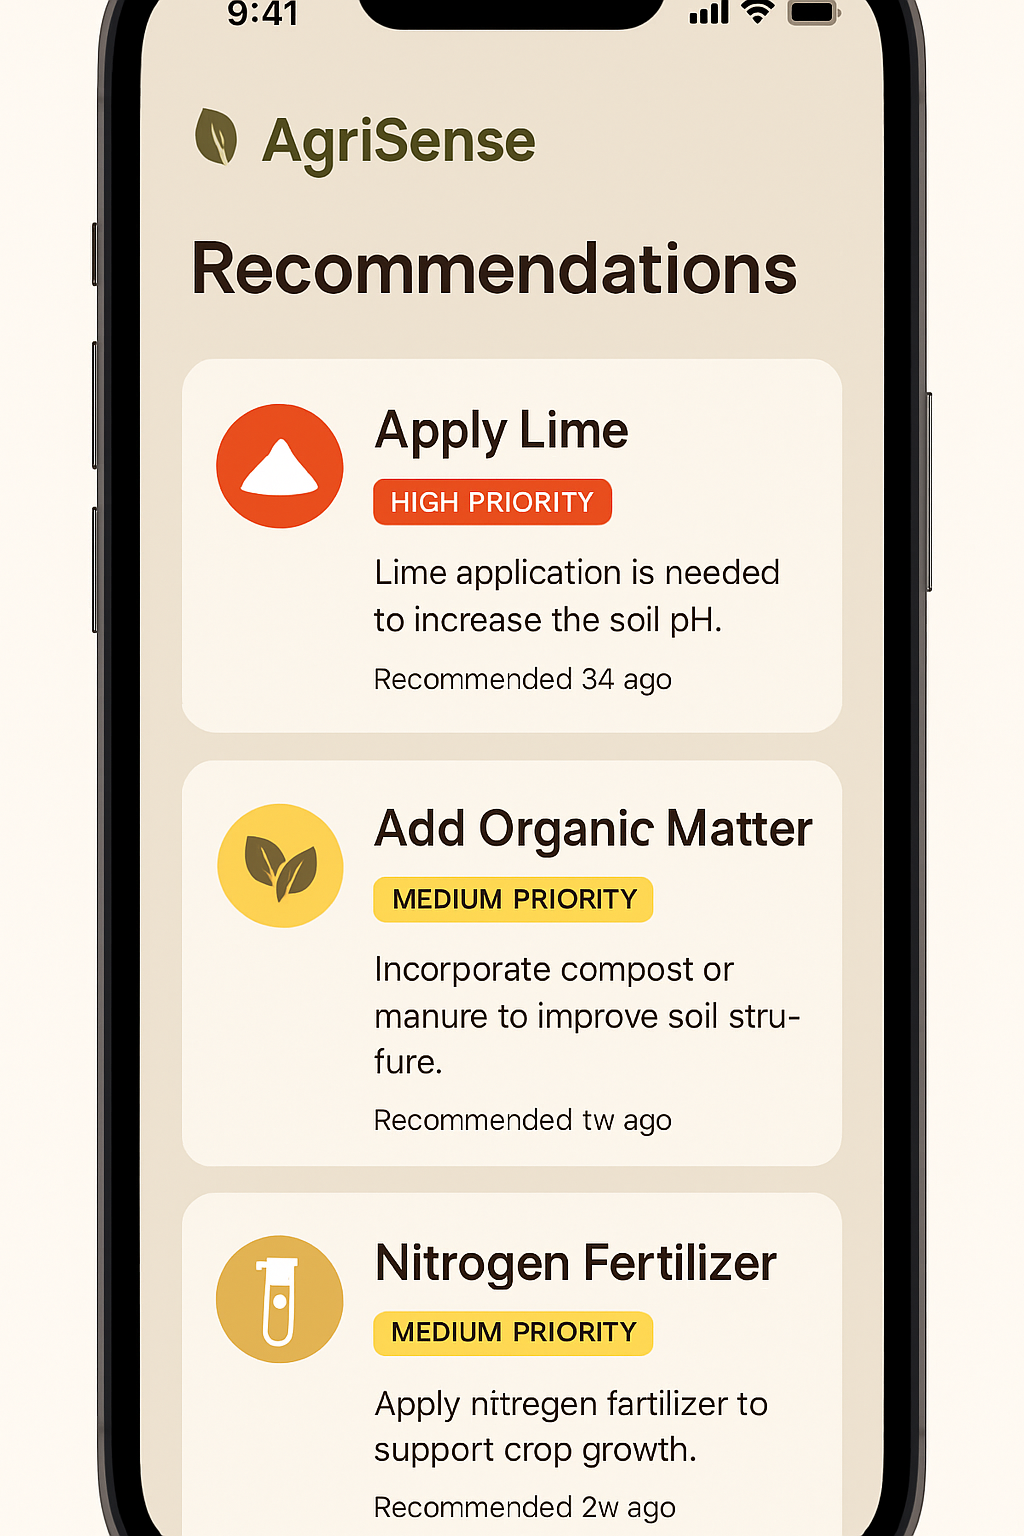 9:41
AgriSense
Recommendations
Apply Lime
HIGH PRIORITY
Lime application is needed
to increase the soil pH.
Recommended 34 ago
Add Organic Matter
MEDIUM PRIORITY
Incorporate compost or
manure to improve soil stru-
fure.
Recommended tw ago
Nitrogen Fertilizer
MEDIUM PRIORITY
Apply nitregen fartilizer to
support crop growth.
Recommended 2w ago